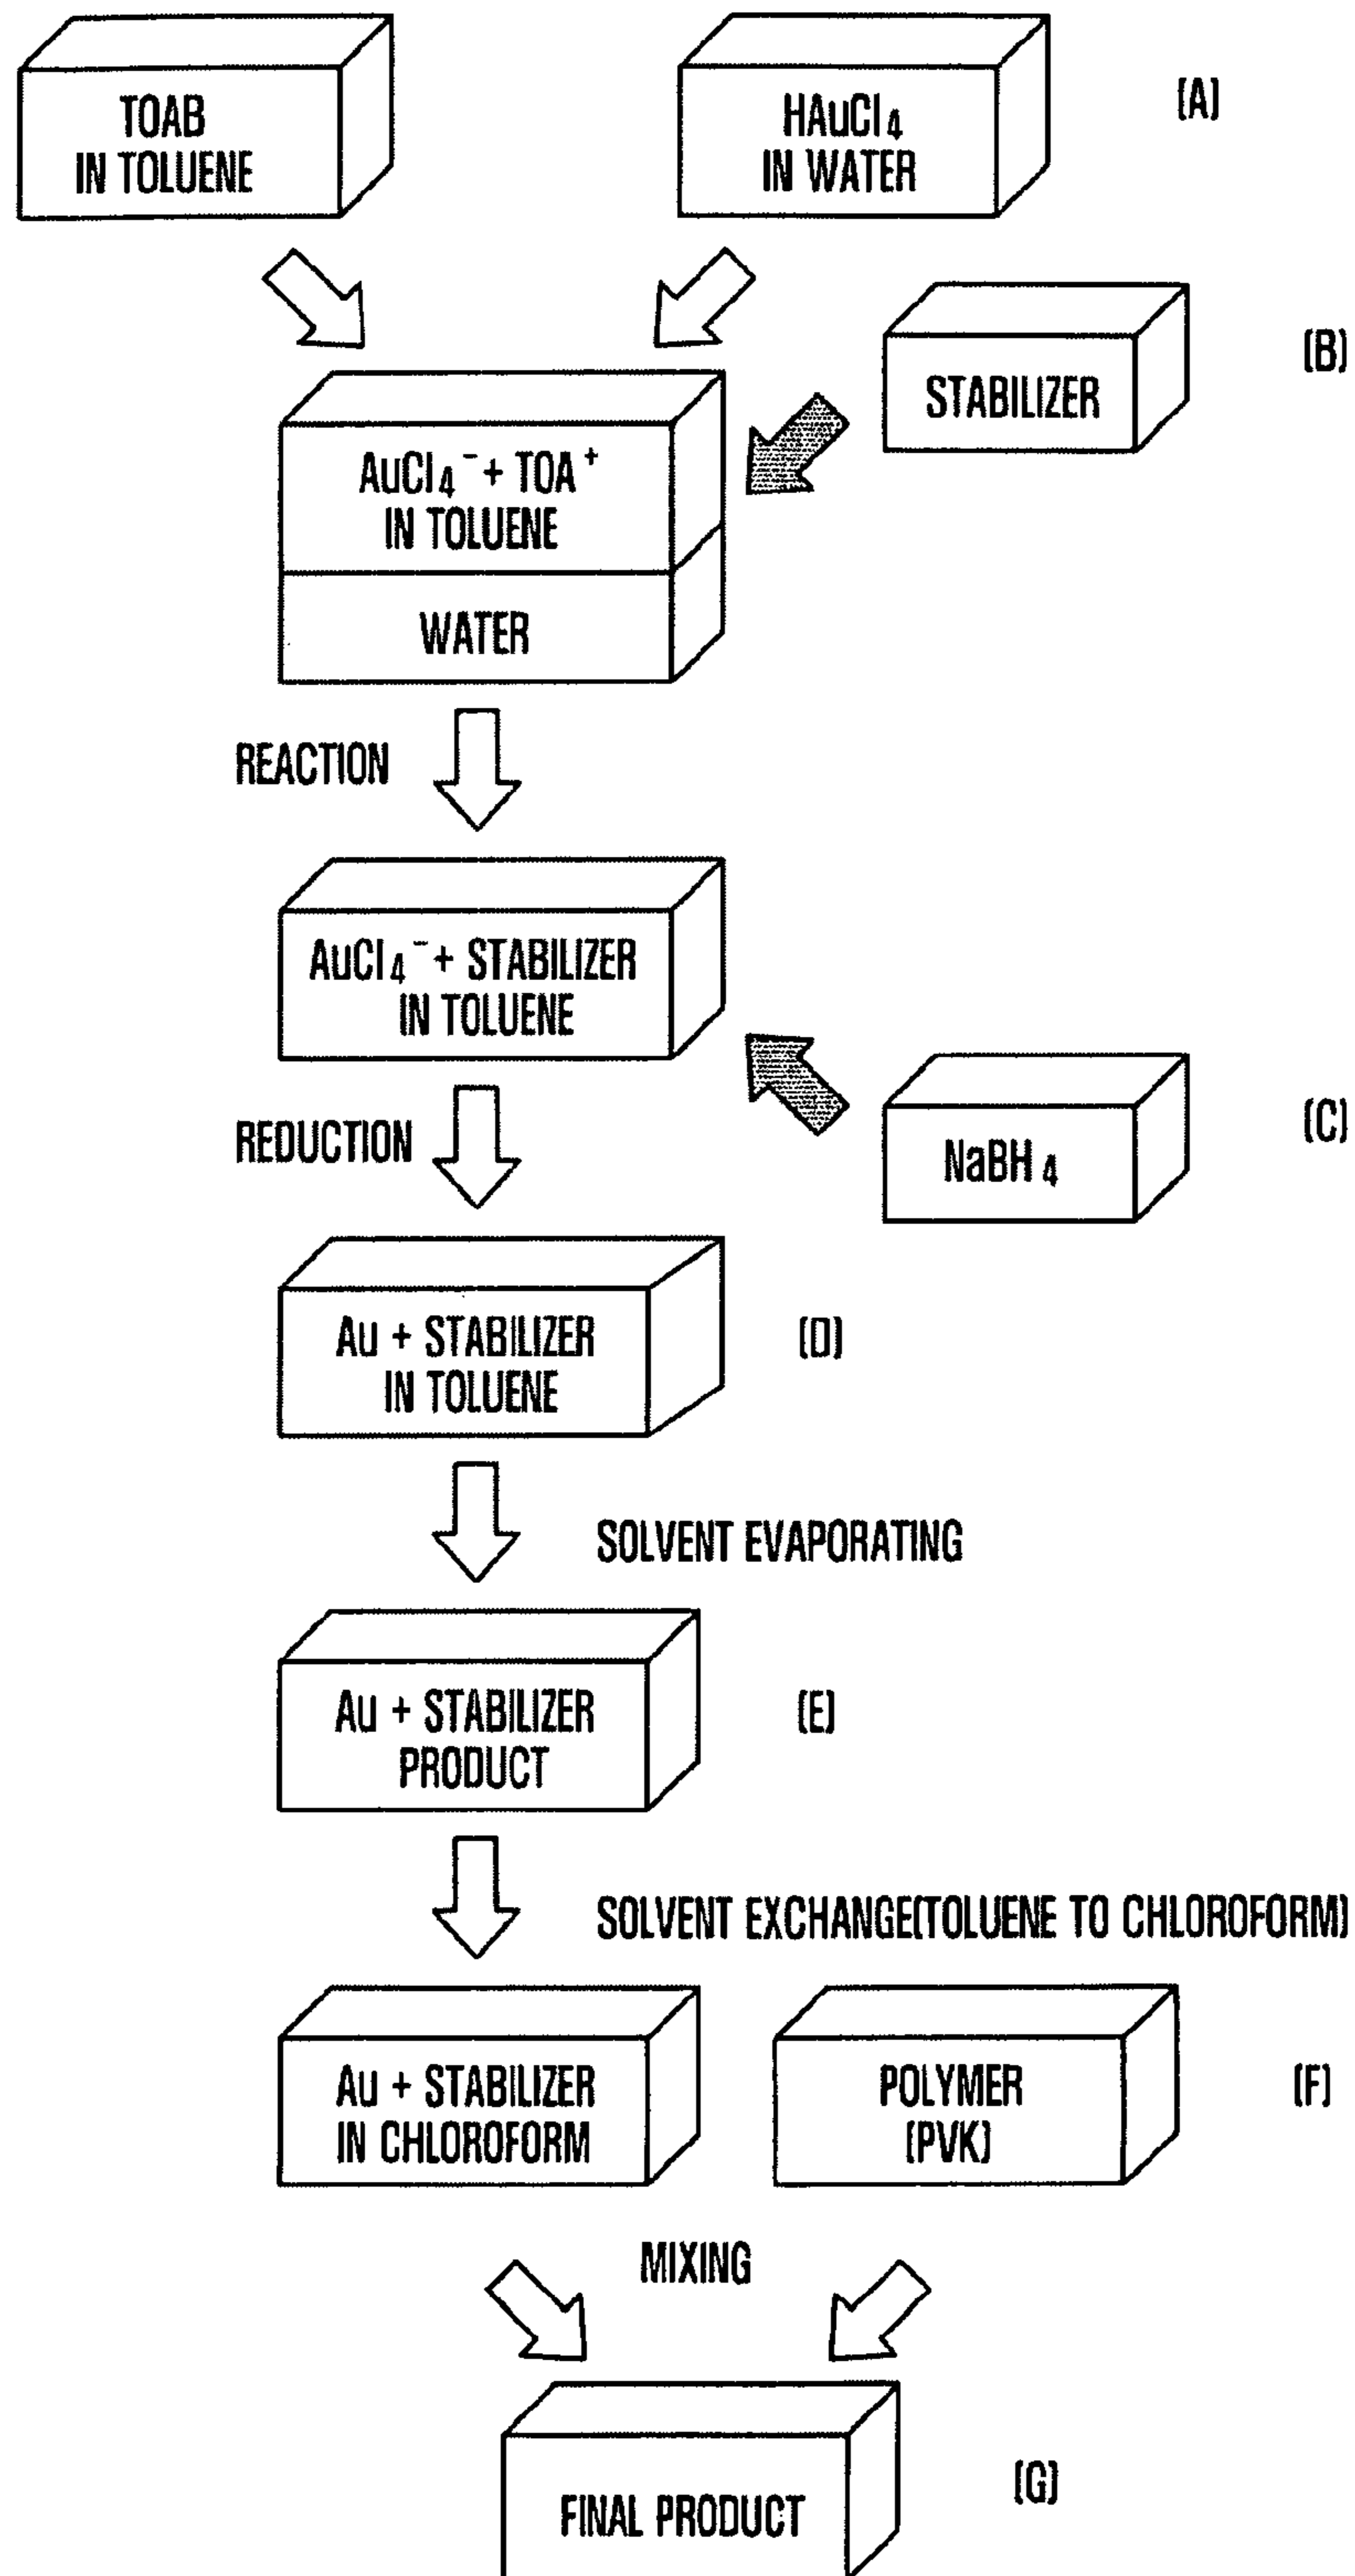 TOAB
IN TOLUENE
HAuCl4
IN WATER
(A)
STABILIZER
(B)
AuCl4⁻ + TOA⁺
IN TOLUENE
WATER
REACTION
AuCl4⁻ + STABILIZER
IN TOLUENE
NaBH4
(C)
REDUCTION
Au + STABILIZER
IN TOLUENE
(D)
SOLVENT EVAPORATING
Au + STABILIZER
PRODUCT
(E)
SOLVENT EXCHANGE(TOLUENE TO CHLOROFORM)
Au + STABILIZER
IN CHLOROFORM
POLYMER
(PVK)
(F)
MIXING
FINAL PRODUCT
(G)